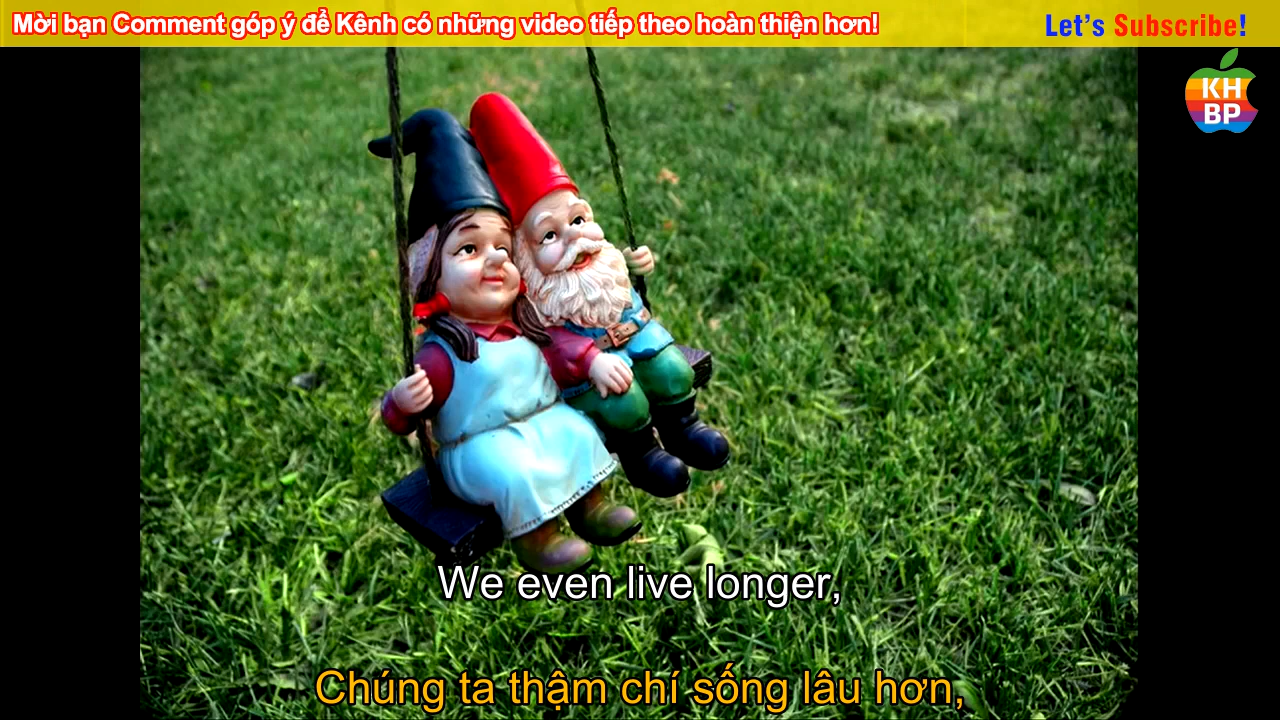 Mời bạn Comment góp ý để Kênh có những video tiếp theo hoàn thiện hơn!
Let's Subscribe!
KH
BP
We even live longer,
Chúng ta thậm chí sống lâu hơn,